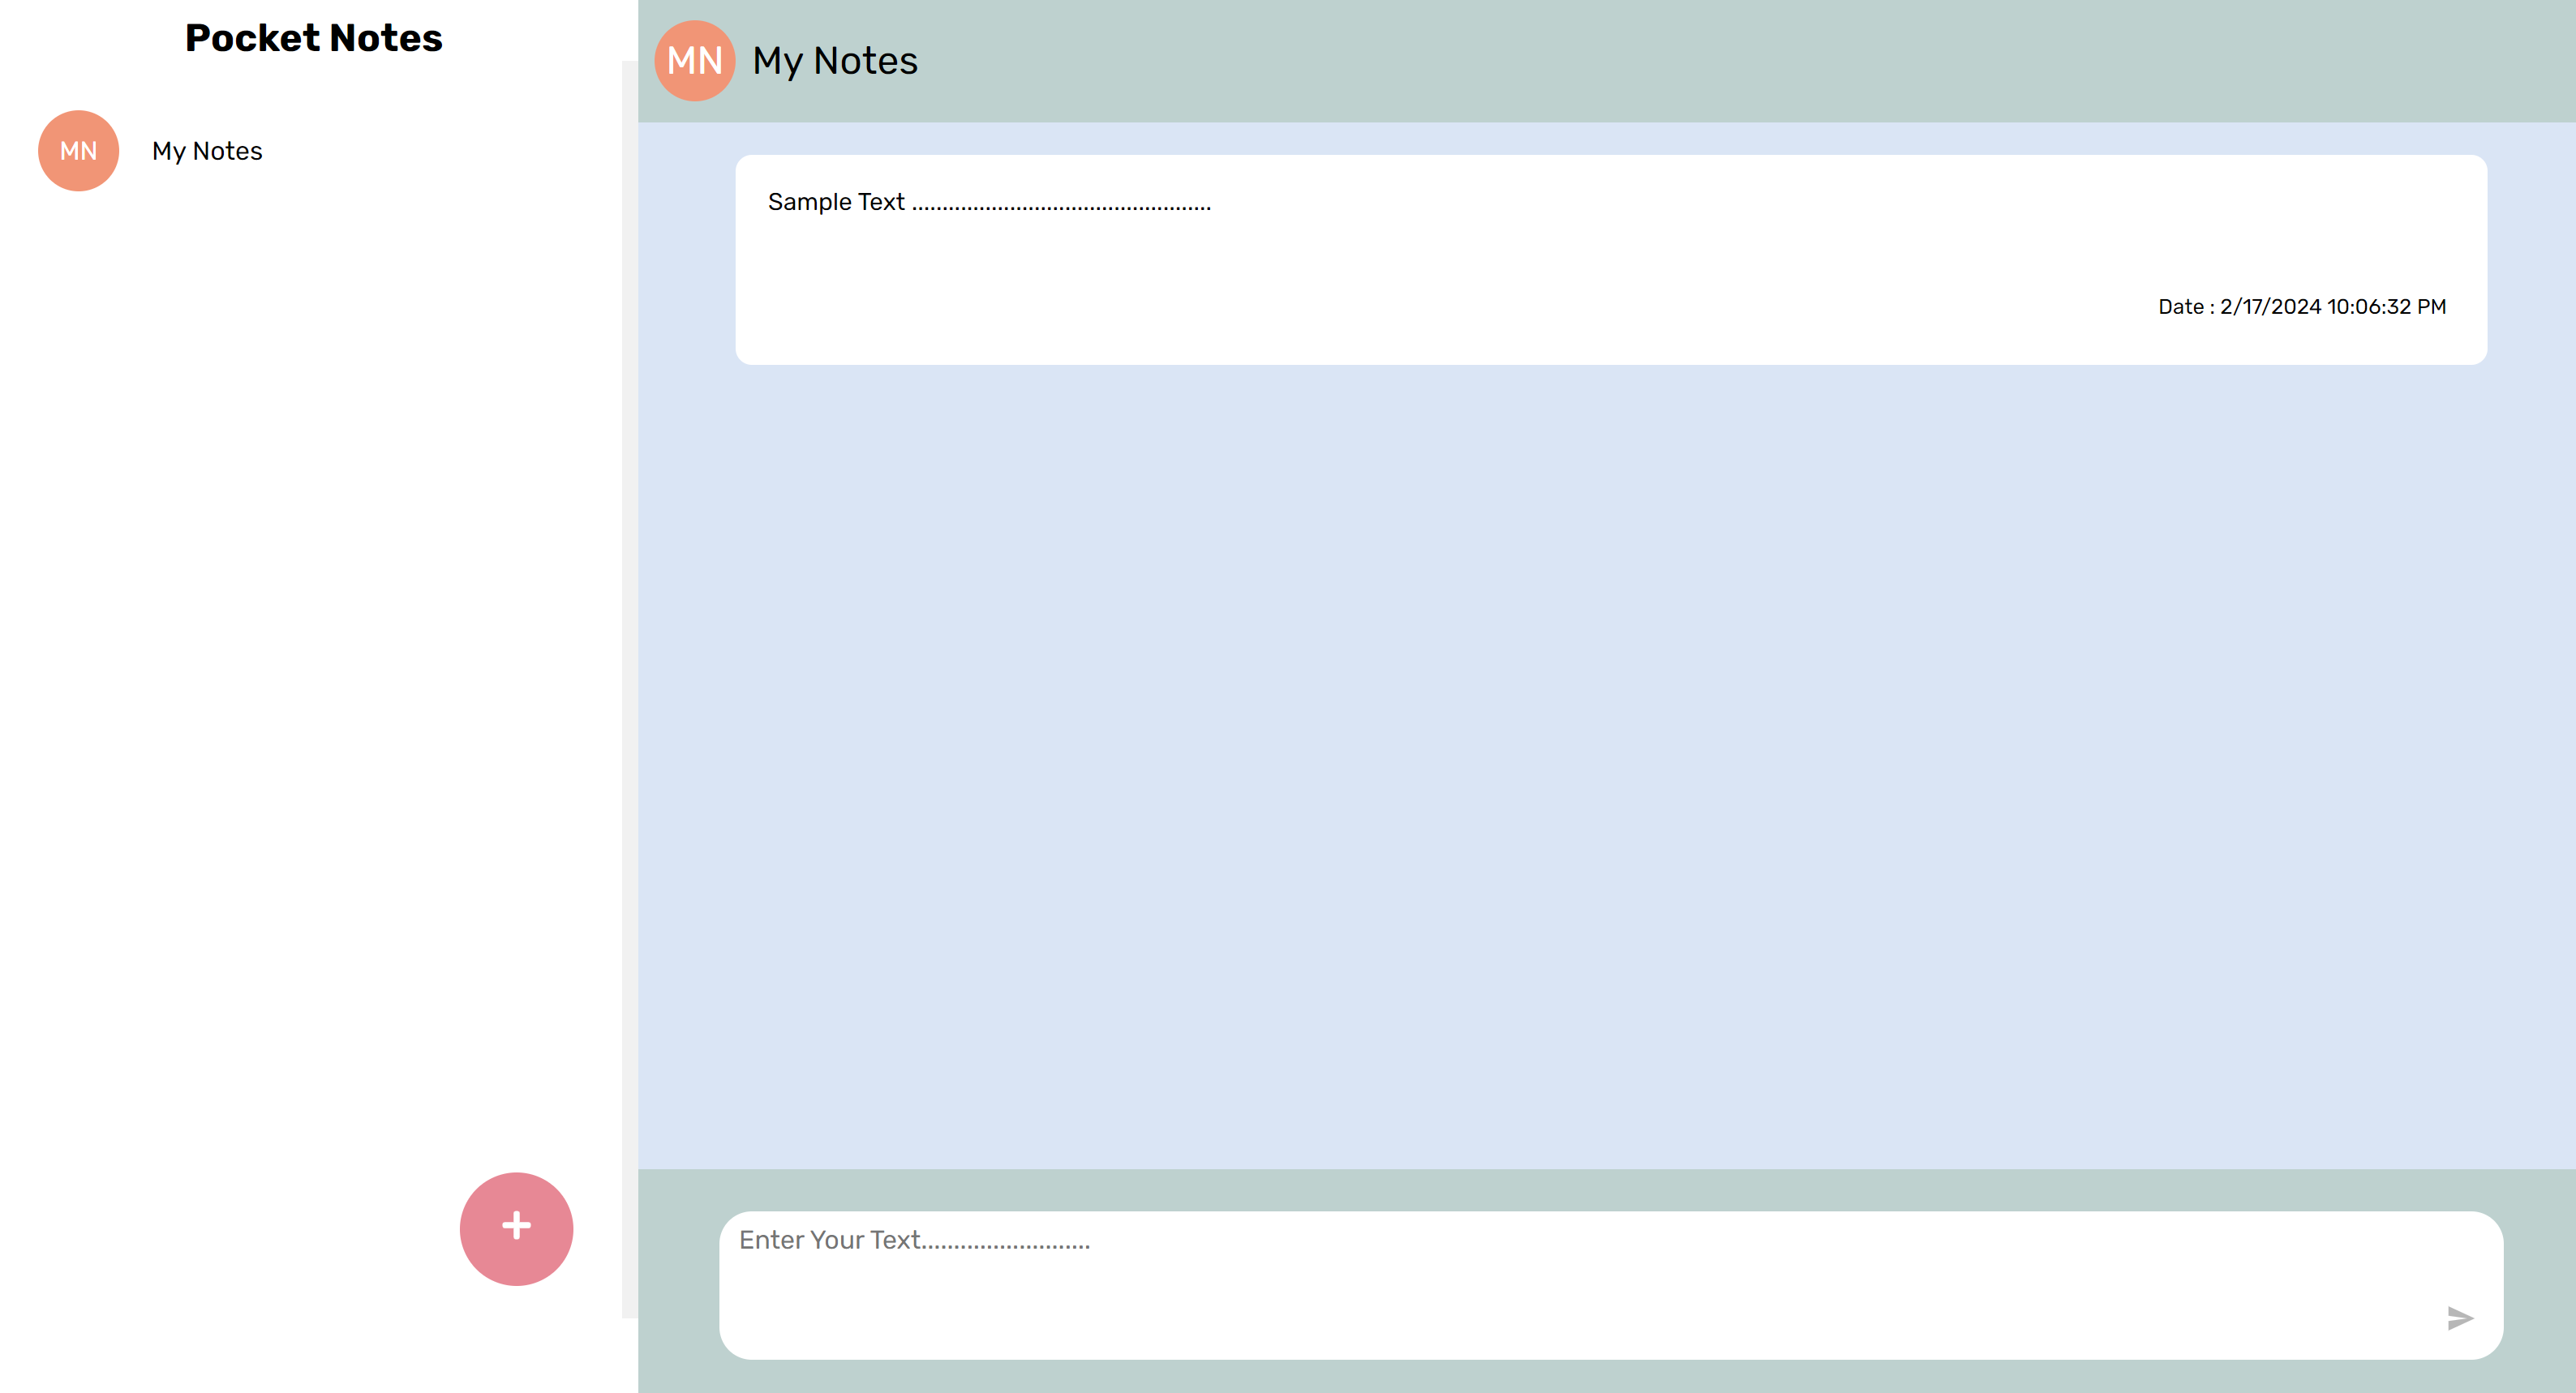 Pocket Notes
MN
My Notes
MN
My Notes
Sample Text .................................................
Date : 2/17/2024 10:06:32 PM
Enter Your Text..........................